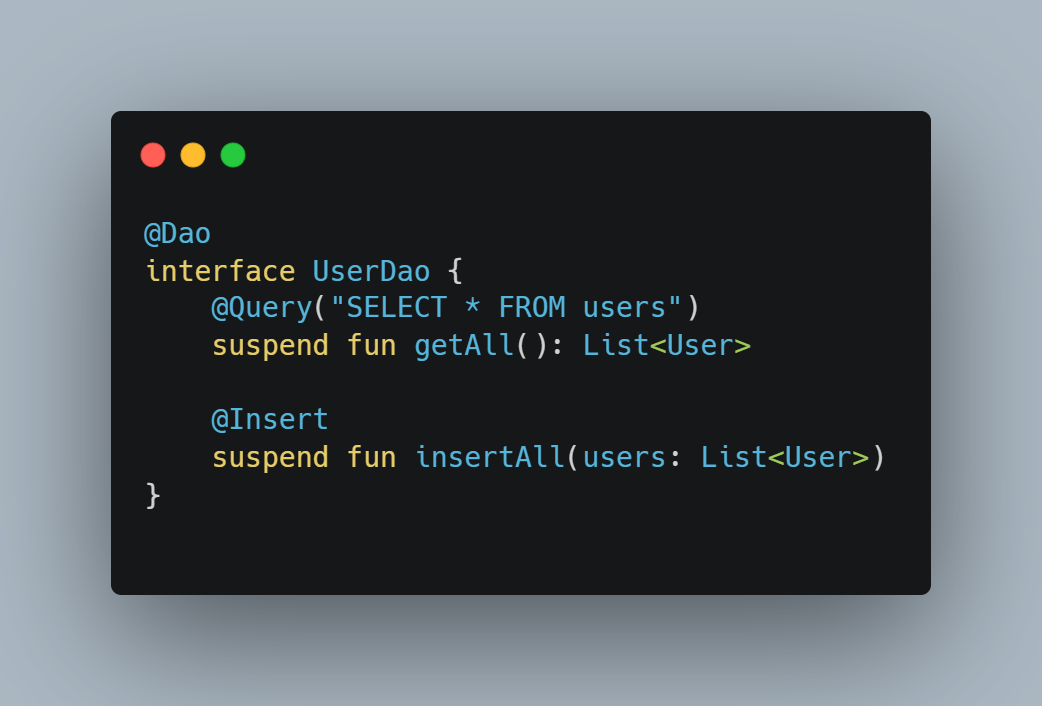 @Dao
interface UserDao {
    @Query("SELECT * FROM users")
    suspend fun getAll(): List<User>

    @Insert
    suspend fun insertAll(users: List<User>)
}